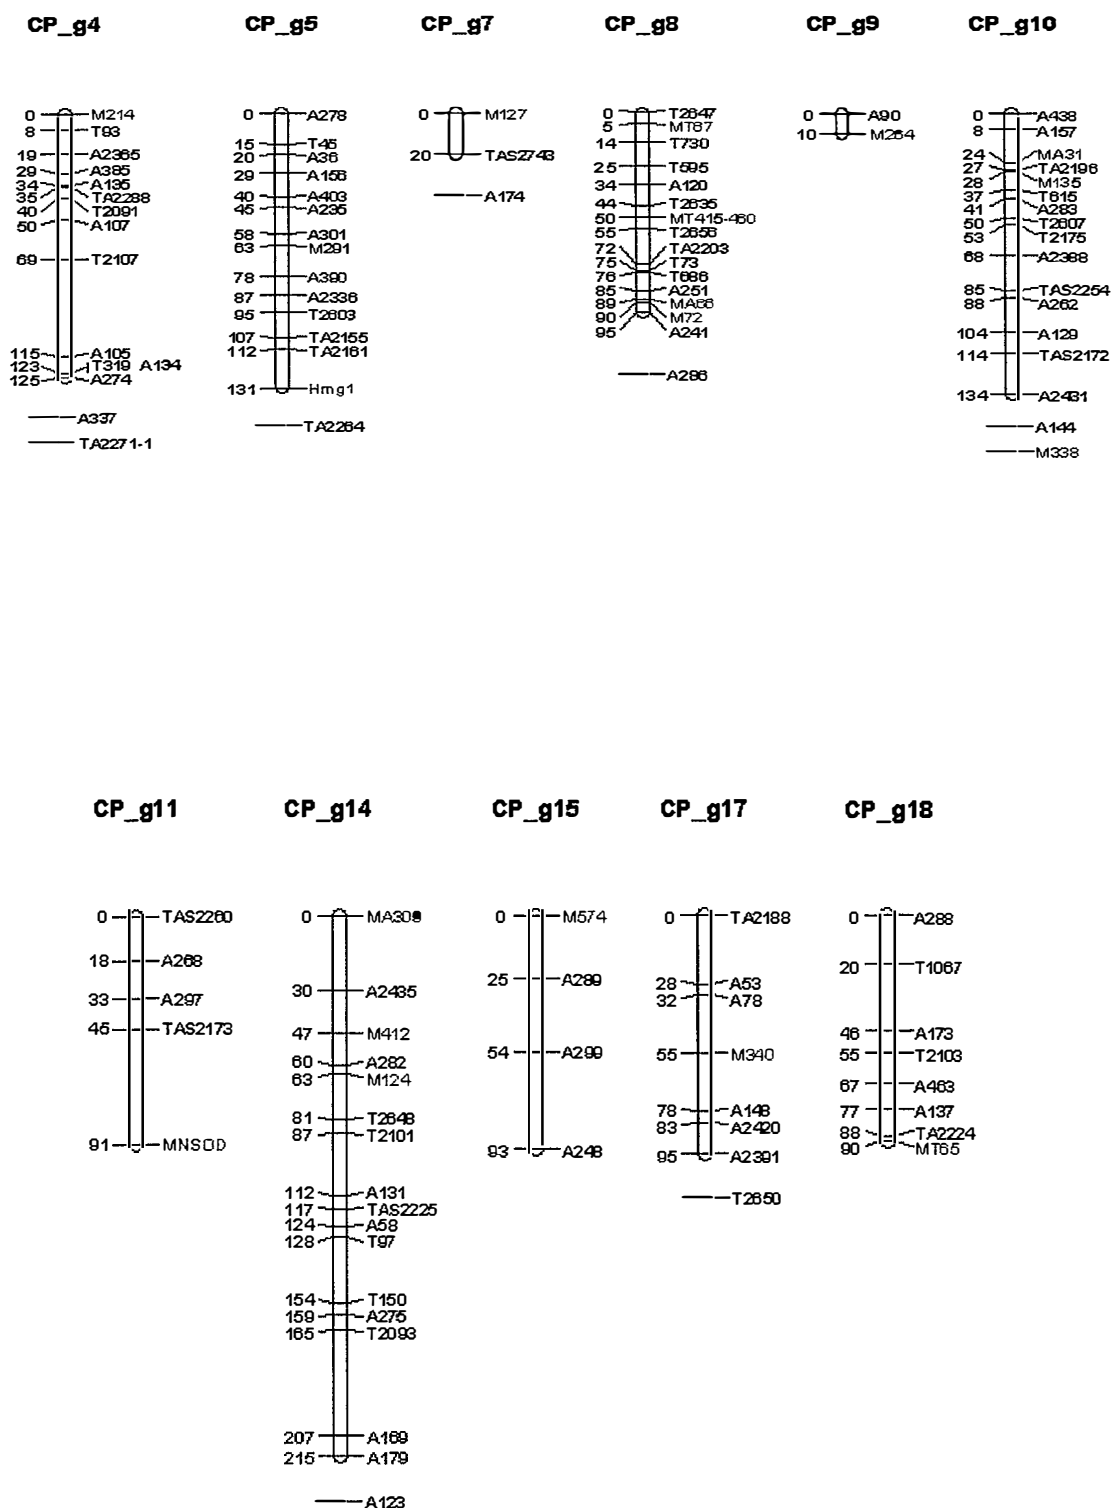 CP_g4
0 M214
8 T93
19 A2365
29 A385
34 A135
35 TA2288
40 T2091
50 A107
69 T2107
115 A105
123 T319 A134
125 A274
A337
TA2271-1
CP_g5
0 A278
15 T45
20 A36
29 A156
40 A403
45 A235
58 A301
63 M291
78 A390
87 A2336
95 T2603
107 TA2155
112 TA2161
131 Hmg1
TA2264
CP_g7
0 M127
20 TAS2743
A174
CP_g8
0 T2647
5 MT67
14 T730
25 T595
34 A120
44 T2635
50 MT415-460
55 T2656
72 TA2203
75 T73
76 T686
85 A251
89 MA66
90 M72
95 A241
A286
CP_g9
0 A90
10 M264
CP_g10
0 A438
8 A157
24 MA31
27 TA2196
28 M135
37 T615
41 A283
50 T2607
53 T2175
68 A2388
85 TAS2254
88 A262
104 A129
114 TAS2172
134 A2431
A144
M338
CP_g11
0 TAS2260
18 A268
33 A297
45 TAS2173
91 MNSOD
CP_g14
0 MA309
30 A2435
47 M412
60 A282
63 M124
81 T2648
87 T2101
112 A131
117 TAS2225
124 A58
128 T97
154 T150
159 A275
165 T2093
207 A169
215 A179
A123
CP_g15
0 M574
25 A289
54 A299
93 A248
CP_g17
0 TA2188
28 A53
32 A78
55 M340
78 A148
83 A2420
95 A2391
T2650
CP_g18
0 A288
20 T1067
46 A173
55 T2103
67 A463
77 A137
88 TA2224
90 MT65